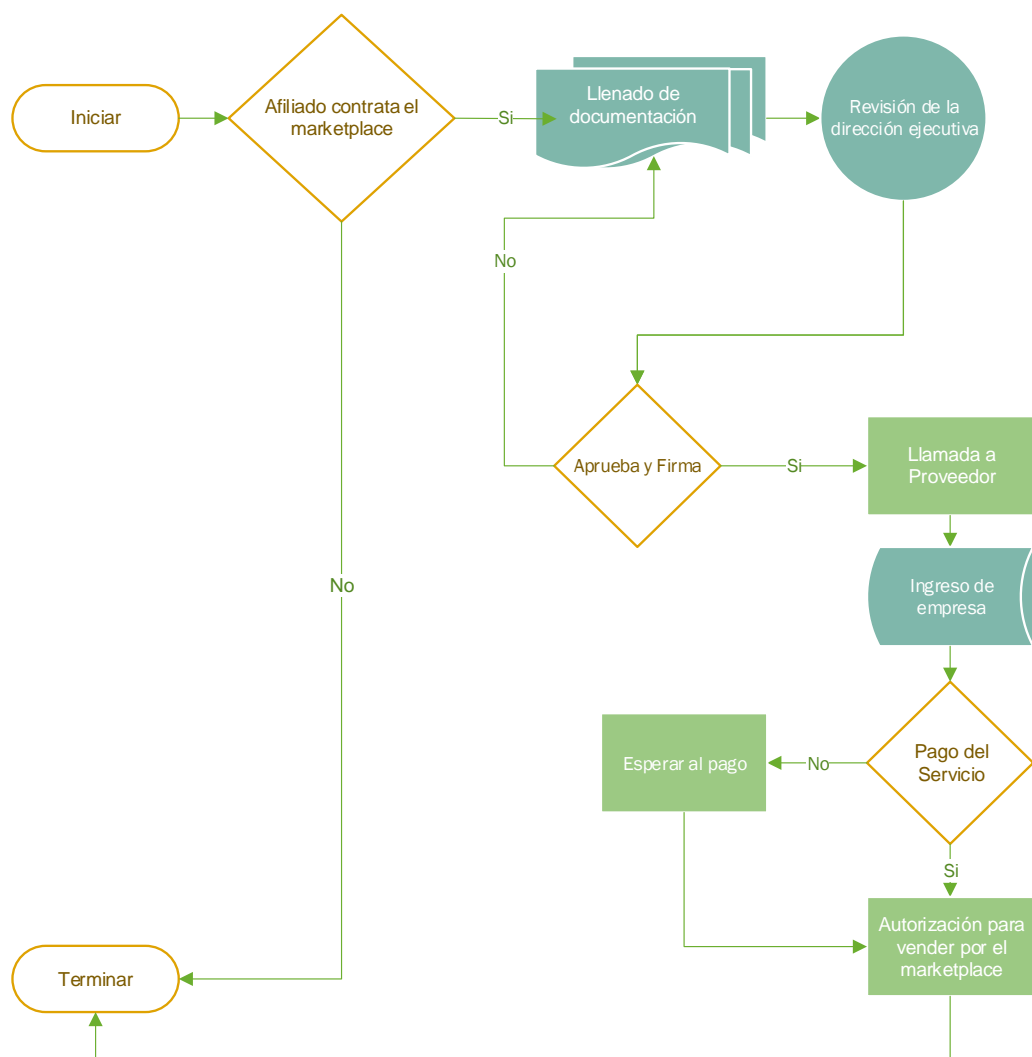 Iniciar
Afiliado contrata el
marketplace
Si
Llenado de
documentación
Revisión de la
dirección ejecutiva
No
Aprueba y Firma
Si
Llamada a
Proveedor
No
Ingreso de
empresa
Pago del
Servicio
No
Esperar al pago
Si
Autorización para
vender por el
marketplace
Terminar